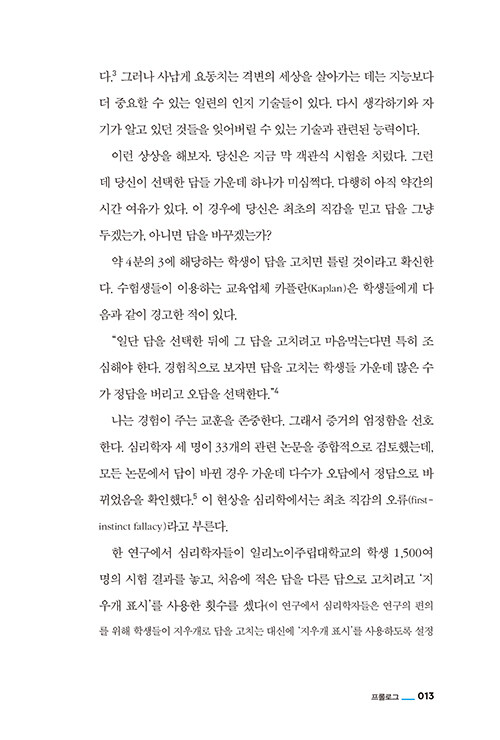 다.³ 그러나 사납게 요동치는 격변의 세상을 살아가는 데는 지능보다
더 중요할 수 있는 일련의 인지 기술들이 있다. 다시 생각하기와 자
기가 알고 있던 것들을 잊어버릴 수 있는 기술과 관련된 능력이다.
이런 상상을 해보자. 당신은 지금 막 객관식 시험을 치렀다. 그런
데 당신이 선택한 답들 가운데 하나가 미심쩍다. 다행히 아직 약간의
시간 여유가 있다. 이 경우에 당신은 최초의 직감을 믿고 답을 그냥
두겠는가, 아니면 답을 바꾸겠는가?
약 4분의 3에 해당하는 학생이 답을 고치면 틀릴 것이라고 확신한
다. 수험생들이 이용하는 교육업체 카플란(Kaplan)은 학생들에게 다
음과 같이 경고한 적이 있다.
“일단 답을 선택한 뒤에 그 답을 고치려고 마음먹는다면 특히 조
심해야 한다. 경험칙으로 보자면 답을 고치는 학생들 가운데 많은 수
가 정답을 버리고 오답을 선택한다.”⁴
나는 경험이 주는 교훈을 존중한다. 그래서 증거의 엄정함을 선호
한다. 심리학자 세 명이 33개의 관련 논문을 종합적으로 검토했는데,
모든 논문에서 답이 바뀐 경우 가운데 다수가 오답에서 정답으로 바
뀌었음을 확인했다.⁵ 이 현상을 심리학에서는 최초 직감의 오류(first-
instinct fallacy)라고 부른다.
한 연구에서 심리학자들이 일리노이주립대학교의 학생 1,500여
명의 시험 결과를 놓고, 처음에 적은 답을 다른 답으로 고치려고 ‘지
우개 표시’를 사용한 횟수를 셌다(이 연구에서 심리학자들은 연구의 편의
를 위해 학생들이 지우개로 답을 고치는 대신에 ‘지우개 표시’를 사용하도록 설정
프롤로그 013